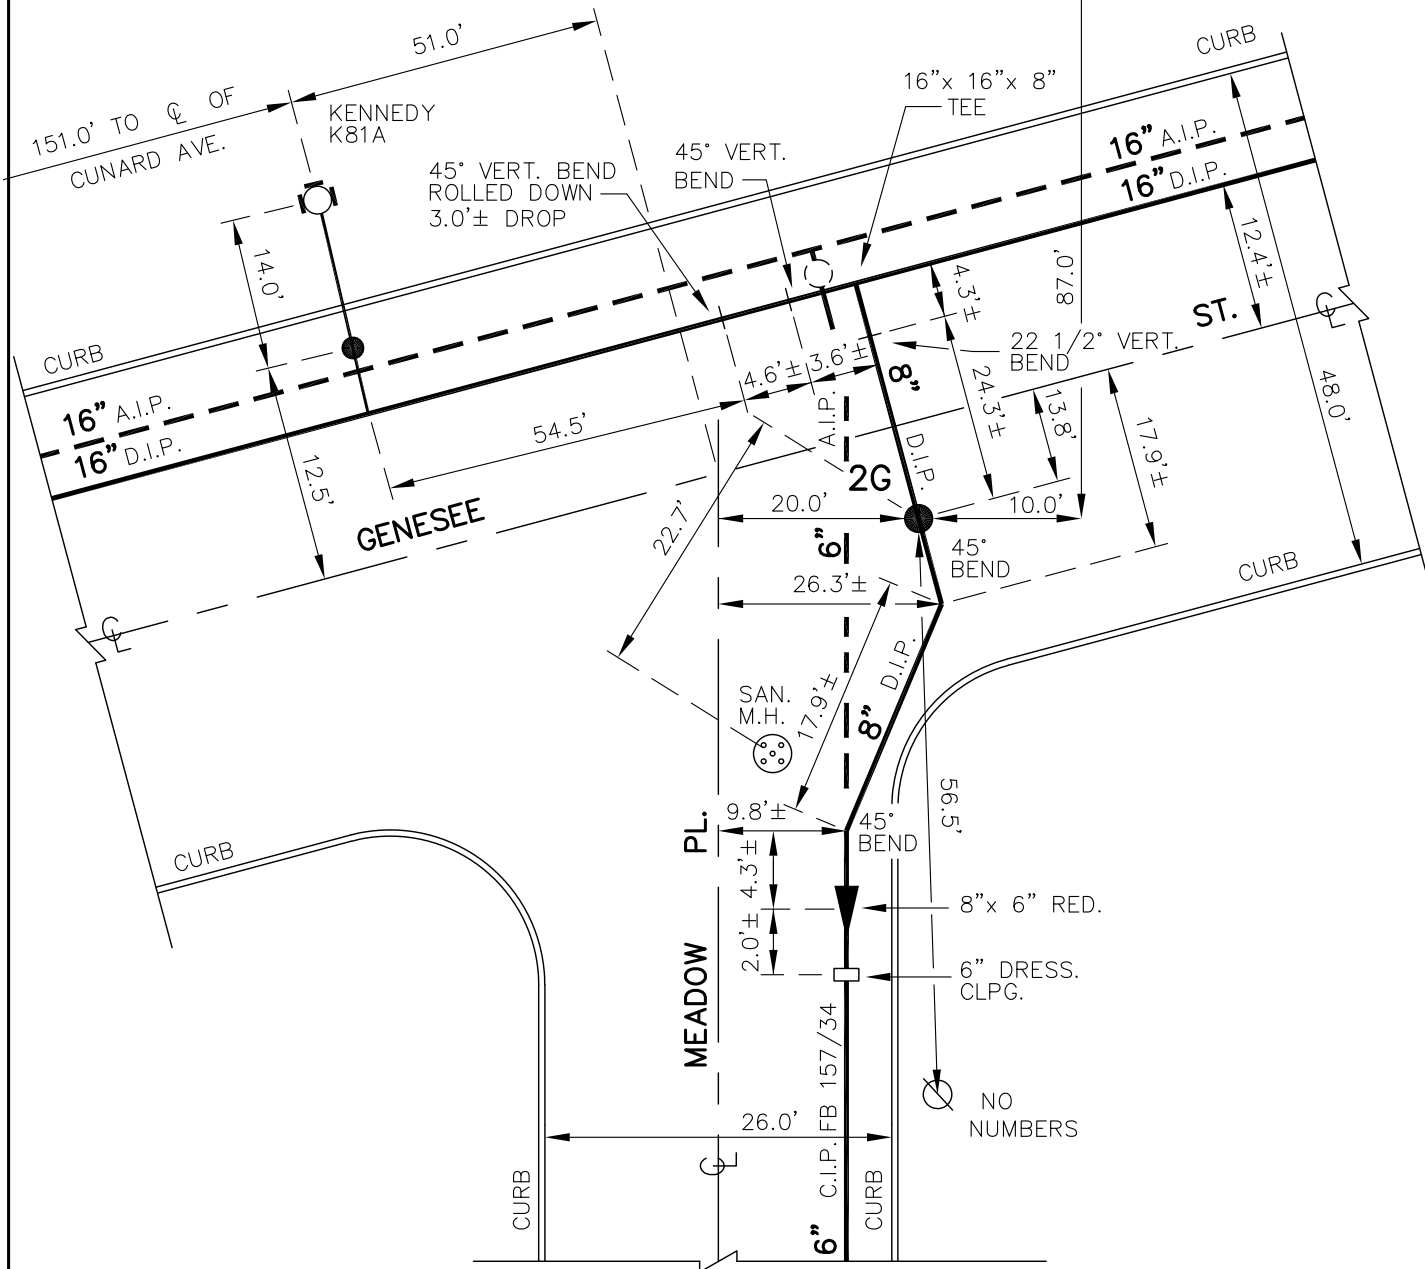 51.0'
CURB
151.0' TO ℄ OF
CUNARD AVE.
KENNEDY
K81A
16"x 16"x 8"
TEE
45° VERT. BEND
ROLLED DOWN
3.0'± DROP
45° VERT.
BEND
16" A.I.P.
16" D.I.P.
14.0'
12.4'±
4.3'±
87.0'
ST.
℄
22 1/2° VERT.
BEND
CURB
4.6'±
3.6'±
8"
24.3'±
13.8'
48.0'
16" A.I.P.
16" D.I.P.
54.5'
A.I.P.
D.I.P.
17.9'±
12.5'
GENESEE
22.7'
2G
20.0'
10.0'
6"
45°
BEND
CURB
26.3'±
℄
D.I.P.
8"
17.9'±
SAN.
M.H.
56.5'
PL.
9.8'±
45°
BEND
CURB
4.3'±
8"x 6" RED.
2.0'±
6" DRESS.
CLPG.
MEADOW
C.I.P. FB 157/34
NO
NUMBERS
26.0'
℄
CURB
CURB
6"